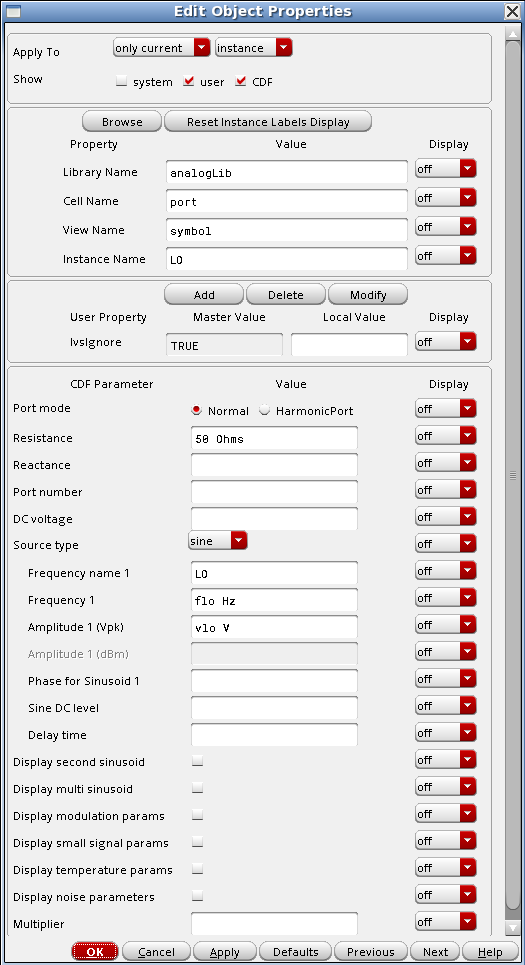 Edit Object Properties
Apply To only current instance
Show system user CDF
Browse Reset Instance Labels Display
Property Value Display
Library Name analogLib off
Cell Name port off
View Name symbol off
Instance Name LO off
Add Delete Modify
User Property Master Value Local Value Display
lvsIgnore TRUE off
CDF Parameter Value Display
Port mode Normal HarmonicPort off
Resistance 50 Ohms off
Reactance off
Port number off
DC voltage off
Source type sine off
Frequency name 1 LO off
Frequency 1 flo Hz off
Amplitude 1 (Vpk) vlo V off
Amplitude 1 (dBm) off
Phase for Sinusoid 1 off
Sine DC level off
Delay time off
Display second sinusoid off
Display multi sinusoid off
Display modulation params off
Display small signal params off
Display temperature params off
Display noise parameters off
Multiplier off
OK Cancel Apply Defaults Previous Next Help